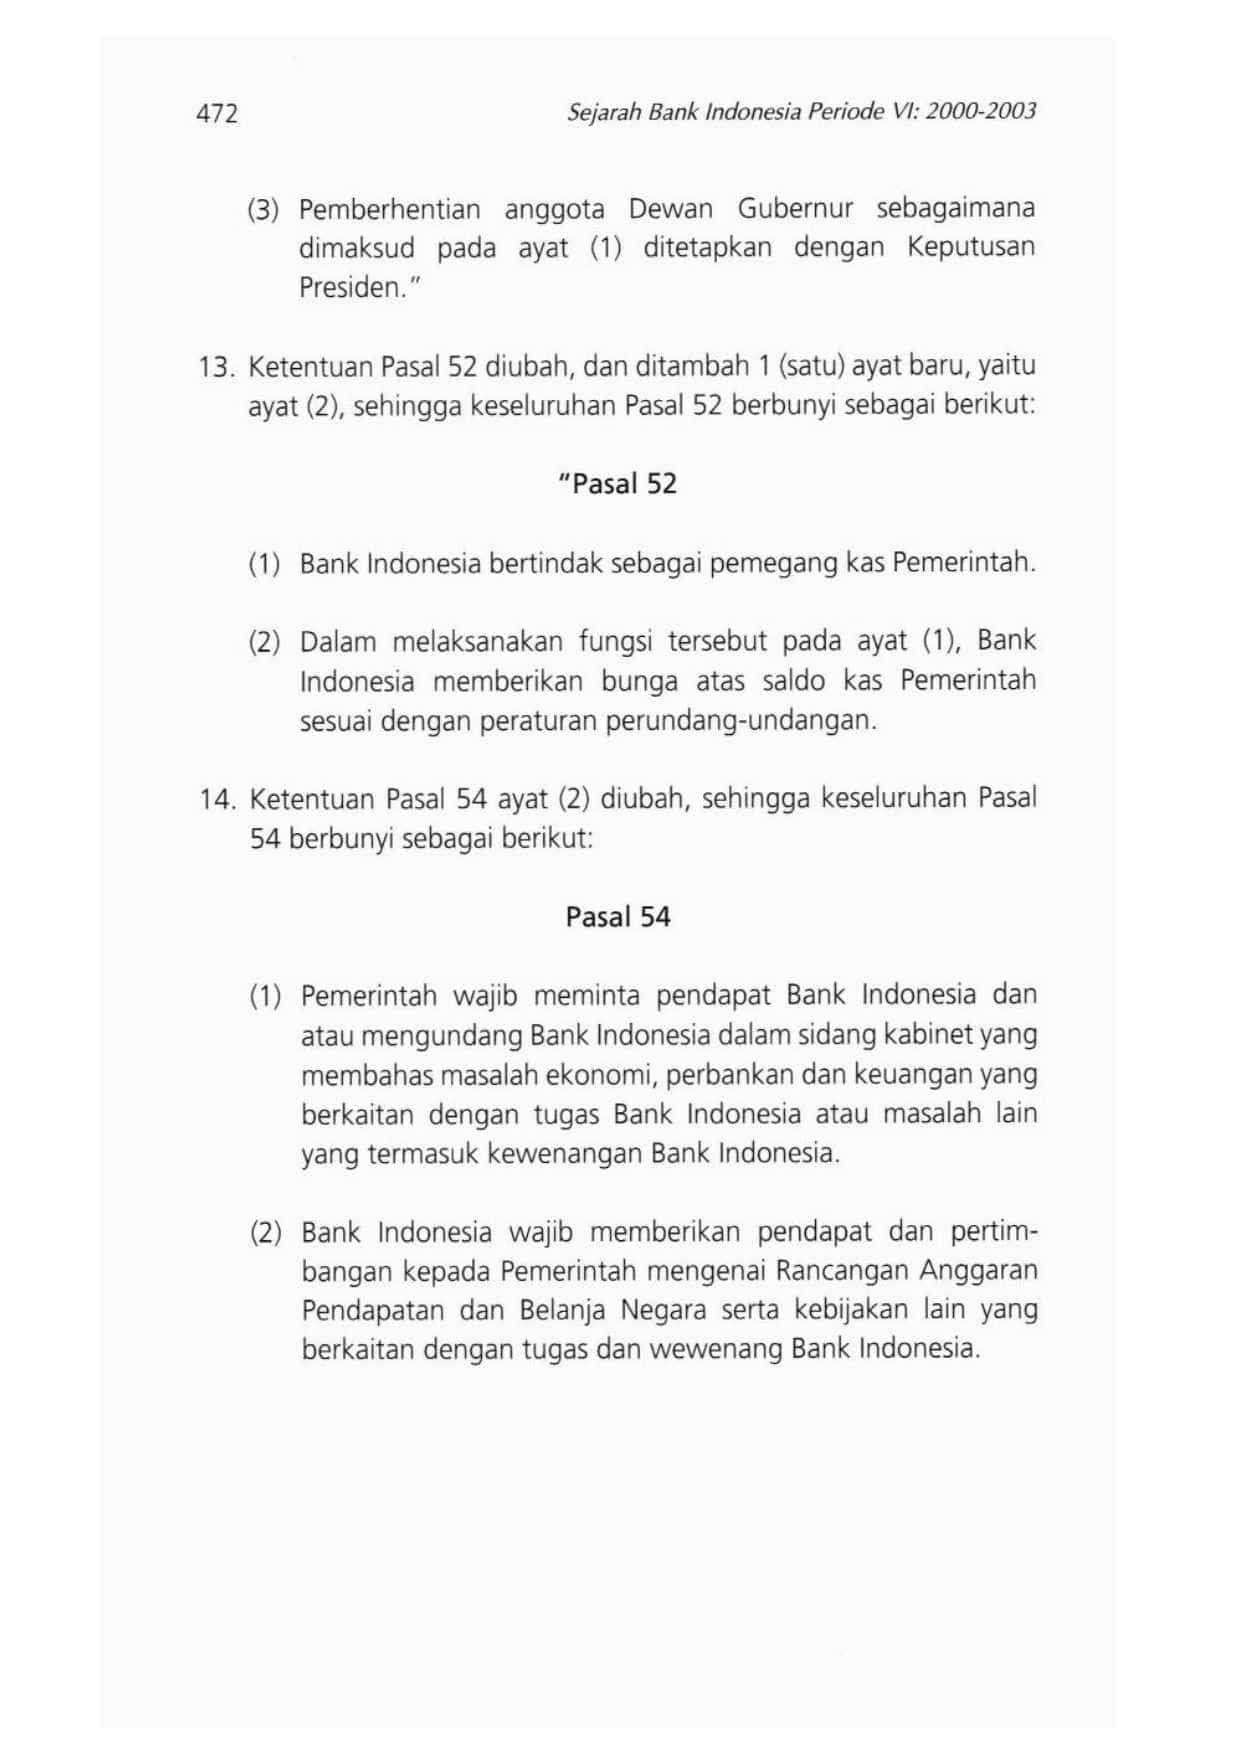 472
Sejarah Bank Indonesia Periode VI: 2000-2003
(3) Pemberhentian anggota Dewan Gubernur sebagaimana
dimaksud pada ayat (1) ditetapkan dengan Keputusan
Presiden."
13. Ketentuan Pasal 52 diubah, dan ditambah 1 (satu) ayat baru, yaitu
ayat (2), sehingga keseluruhan Pasal 52 berbunyi sebagai berikut:
"Pasal 52
(1) Bank Indonesia bertindak sebagai pemegang kas Pemerintah.
(2) Dalam melaksanakan fungsi tersebut pada ayat (1), Bank
Indonesia memberikan bunga atas saldo kas Pemerintah
sesuai dengan peraturan perundang-undangan.
14. Ketentuan Pasal 54 ayat (2) diubah, sehingga keseluruhan Pasal
54 berbunyi sebagai berikut:
Pasal 54
(1) Pemerintah wajib meminta pendapat Bank Indonesia dan
atau mengundang Bank Indonesia dalam sidang kabinet yang
membahas masalah ekonomi, perbankan dan keuangan yang
berkaitan dengan tugas Bank Indonesia atau masalah lain
yang termasuk kewenangan Bank Indonesia.
(2) Bank Indonesia wajib memberikan pendapat dan pertim-
bangan kepada Pemerintah mengenai Rancangan Anggaran
Pendapatan dan Belanja Negara serta kebijakan lain yang
berkaitan dengan tugas dan wewenang Bank Indonesia.